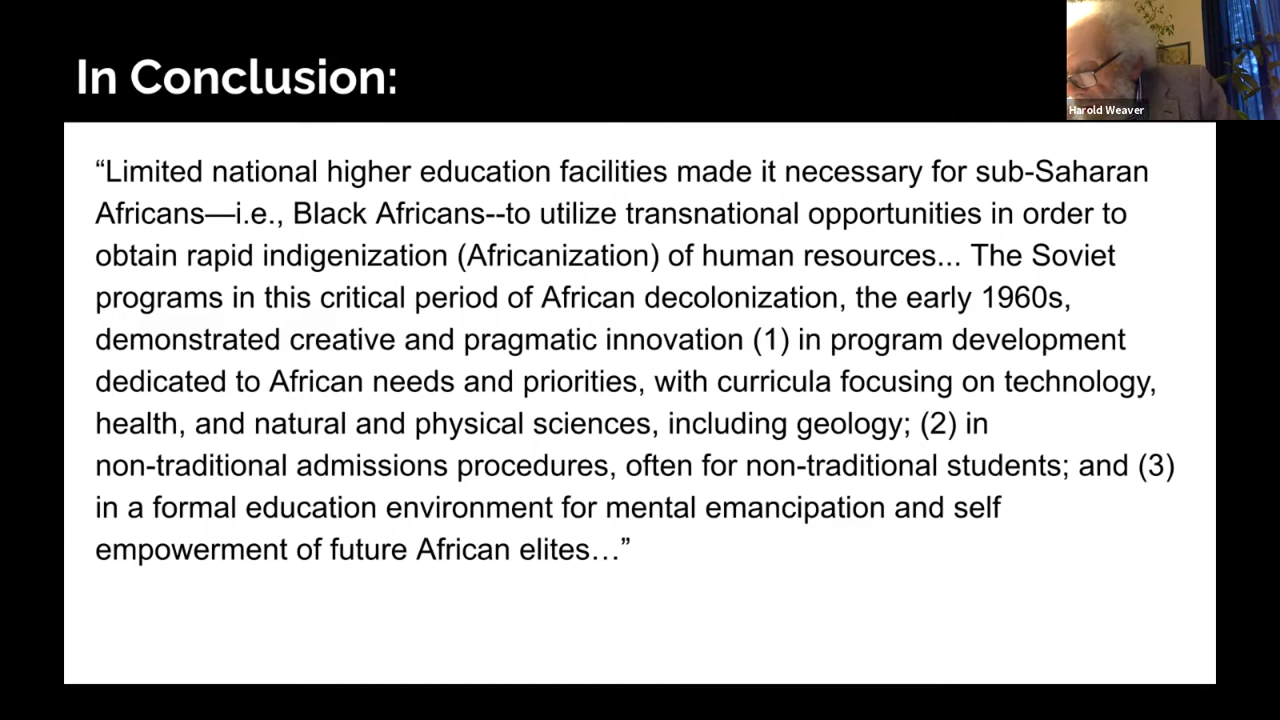 In Conclusion:
Harold Weaver
“Limited national higher education facilities made it necessary for sub-Saharan
Africans—i.e., Black Africans--to utilize transnational opportunities in order to
obtain rapid indigenization (Africanization) of human resources... The Soviet
programs in this critical period of African decolonization, the early 1960s,
demonstrated creative and pragmatic innovation (1) in program development
dedicated to African needs and priorities, with curricula focusing on technology,
health, and natural and physical sciences, including geology; (2) in
non-traditional admissions procedures, often for non-traditional students; and (3)
in a formal education environment for mental emancipation and self
empowerment of future African elites…”